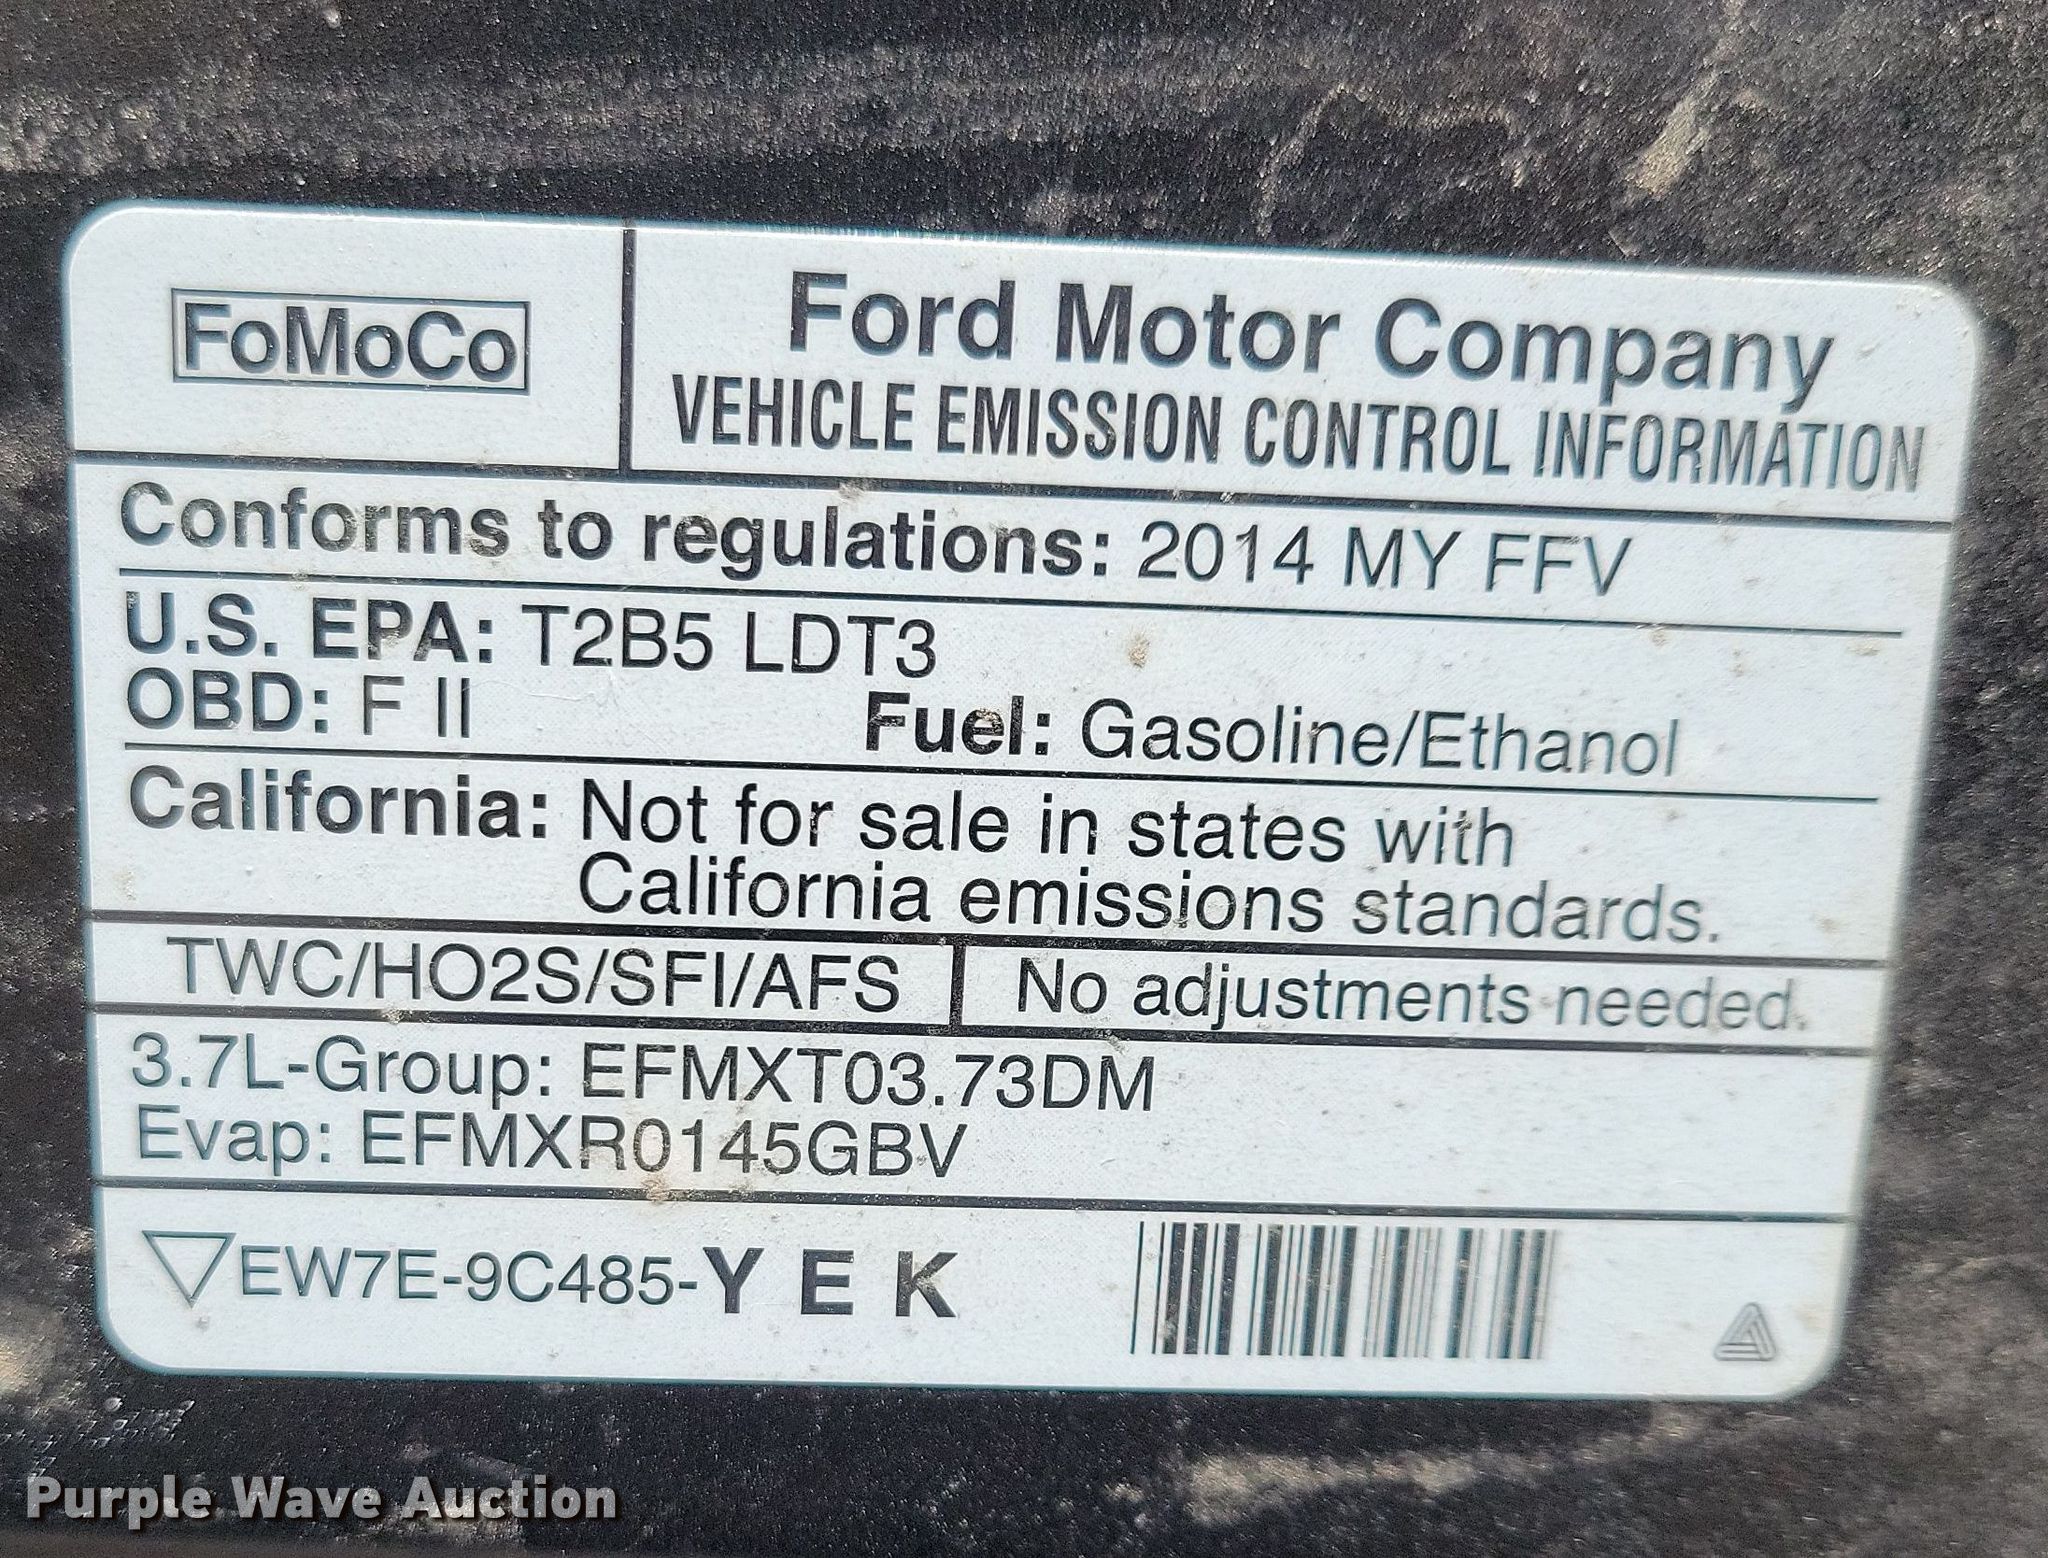 FoMoCo
Ford Motor Company
VEHICLE EMISSION CONTROL INFORMATION
Conforms to regulations: 2014 MY FFV
U.S. EPA: T2B5 LDT3
OBD: F II Fuel: Gasoline/Ethanol
California: Not for sale in states with
California emissions standards.
TWC/HO2S/SFI/AFS No adjustments needed.
3.7L-Group: EFMXT03.73DM
Evap: EFMXR0145GBV
EW7E-9C485-Y E K
Purple Wave Auction